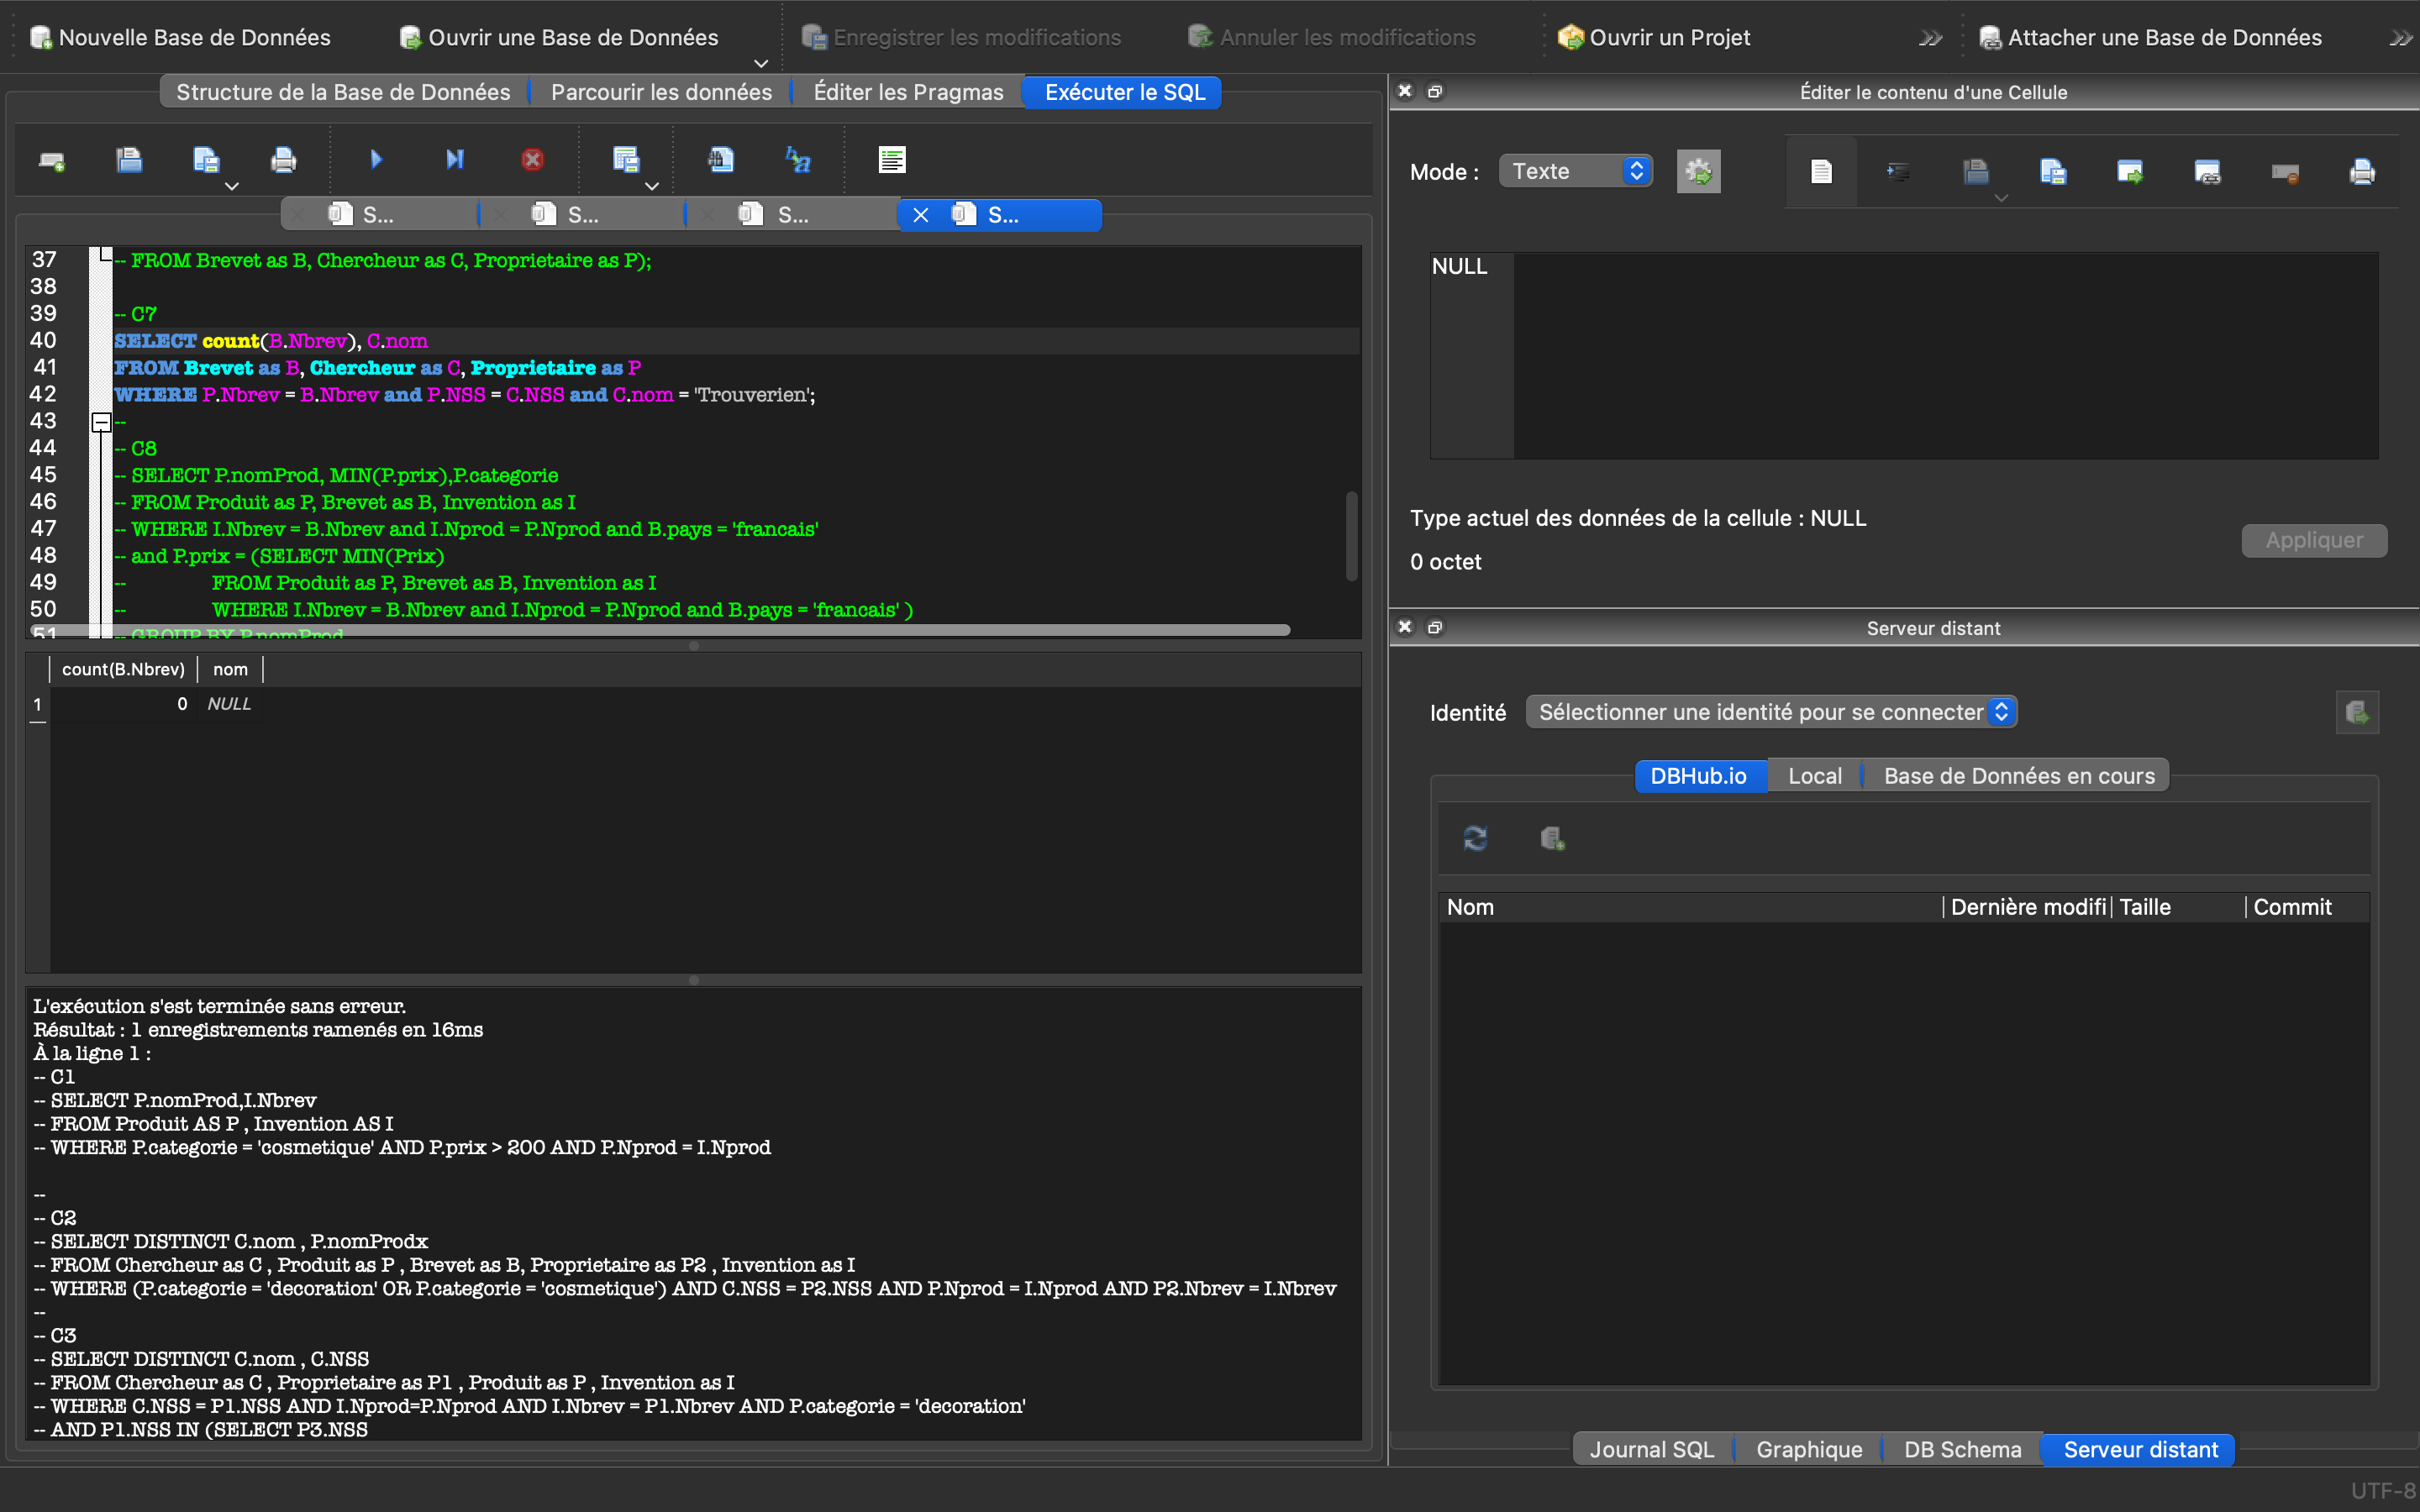 Nouvelle Base de Données
Ouvrir une Base de Données
Enregistrer les modifications
Annuler les modifications
Ouvrir un Projet
Attacher une Base de Données
Structure de la Base de Données
Parcourir les données
Éditer les Pragmas
Exécuter le SQL
S...
S...
S...
S...
37 -- FROM Brevet as B, Chercheur as C, Proprietaire as P);
38
39 -- C7
40 SELECT count(B.Nbrev), C.nom
41 FROM Brevet as B, Chercheur as C, Proprietaire as P
42 WHERE P.Nbrev = B.Nbrev and P.NSS = C.NSS and C.nom = 'Trouverien';
43 --
44 -- C8
45 -- SELECT P.nomProd, MIN(P.prix),P.categorie
46 -- FROM Produit as P, Brevet as B, Invention as I
47 -- WHERE I.Nbrev = B.Nbrev and I.Nprod = P.Nprod and B.pays = 'francais'
48 -- and P.prix = (SELECT MIN(Prix)
49 -- FROM Produit as P, Brevet as B, Invention as I
50 -- WHERE I.Nbrev = B.Nbrev and I.Nprod = P.Nprod and B.pays = 'francais' )
51 -- GROUP BY P.nomProd
count(B.Nbrev) nom
1 0 NULL
L'exécution s'est terminée sans erreur.
Résultat : 1 enregistrements ramenés en 16ms
À la ligne 1 :
-- C1
-- SELECT P.nomProd,I.Nbrev
-- FROM Produit AS P , Invention AS I
-- WHERE P.categorie = 'cosmetique' AND P.prix > 200 AND P.Nprod = I.Nprod
--
-- C2
-- SELECT DISTINCT C.nom , P.nomProdx
-- FROM Chercheur as C , Produit as P , Brevet as B, Proprietaire as P2 , Invention as I
-- WHERE (P.categorie = 'decoration' OR P.categorie = 'cosmetique') AND C.NSS = P2.NSS AND P.Nprod = I.Nprod AND P2.Nbrev = I.Nbrev
--
-- C3
-- SELECT DISTINCT C.nom , C.NSS
-- FROM Chercheur as C , Proprietaire as P1 , Produit as P , Invention as I
-- WHERE C.NSS = P1.NSS AND I.Nprod=P.Nprod AND I.Nbrev = P1.Nbrev AND P.categorie = 'decoration'
-- AND P1.NSS IN (SELECT P3.NSS
Éditer le contenu d'une Cellule
Mode :
Texte
NULL
Type actuel des données de la cellule : NULL
0 octet
Appliquer
Serveur distant
Identité
Sélectionner une identité pour se connecter
DBHub.io
Local
Base de Données en cours
Nom
Dernière modifi
Taille
Commit
Journal SQL
Graphique
DB Schema
Serveur distant
UTF-8